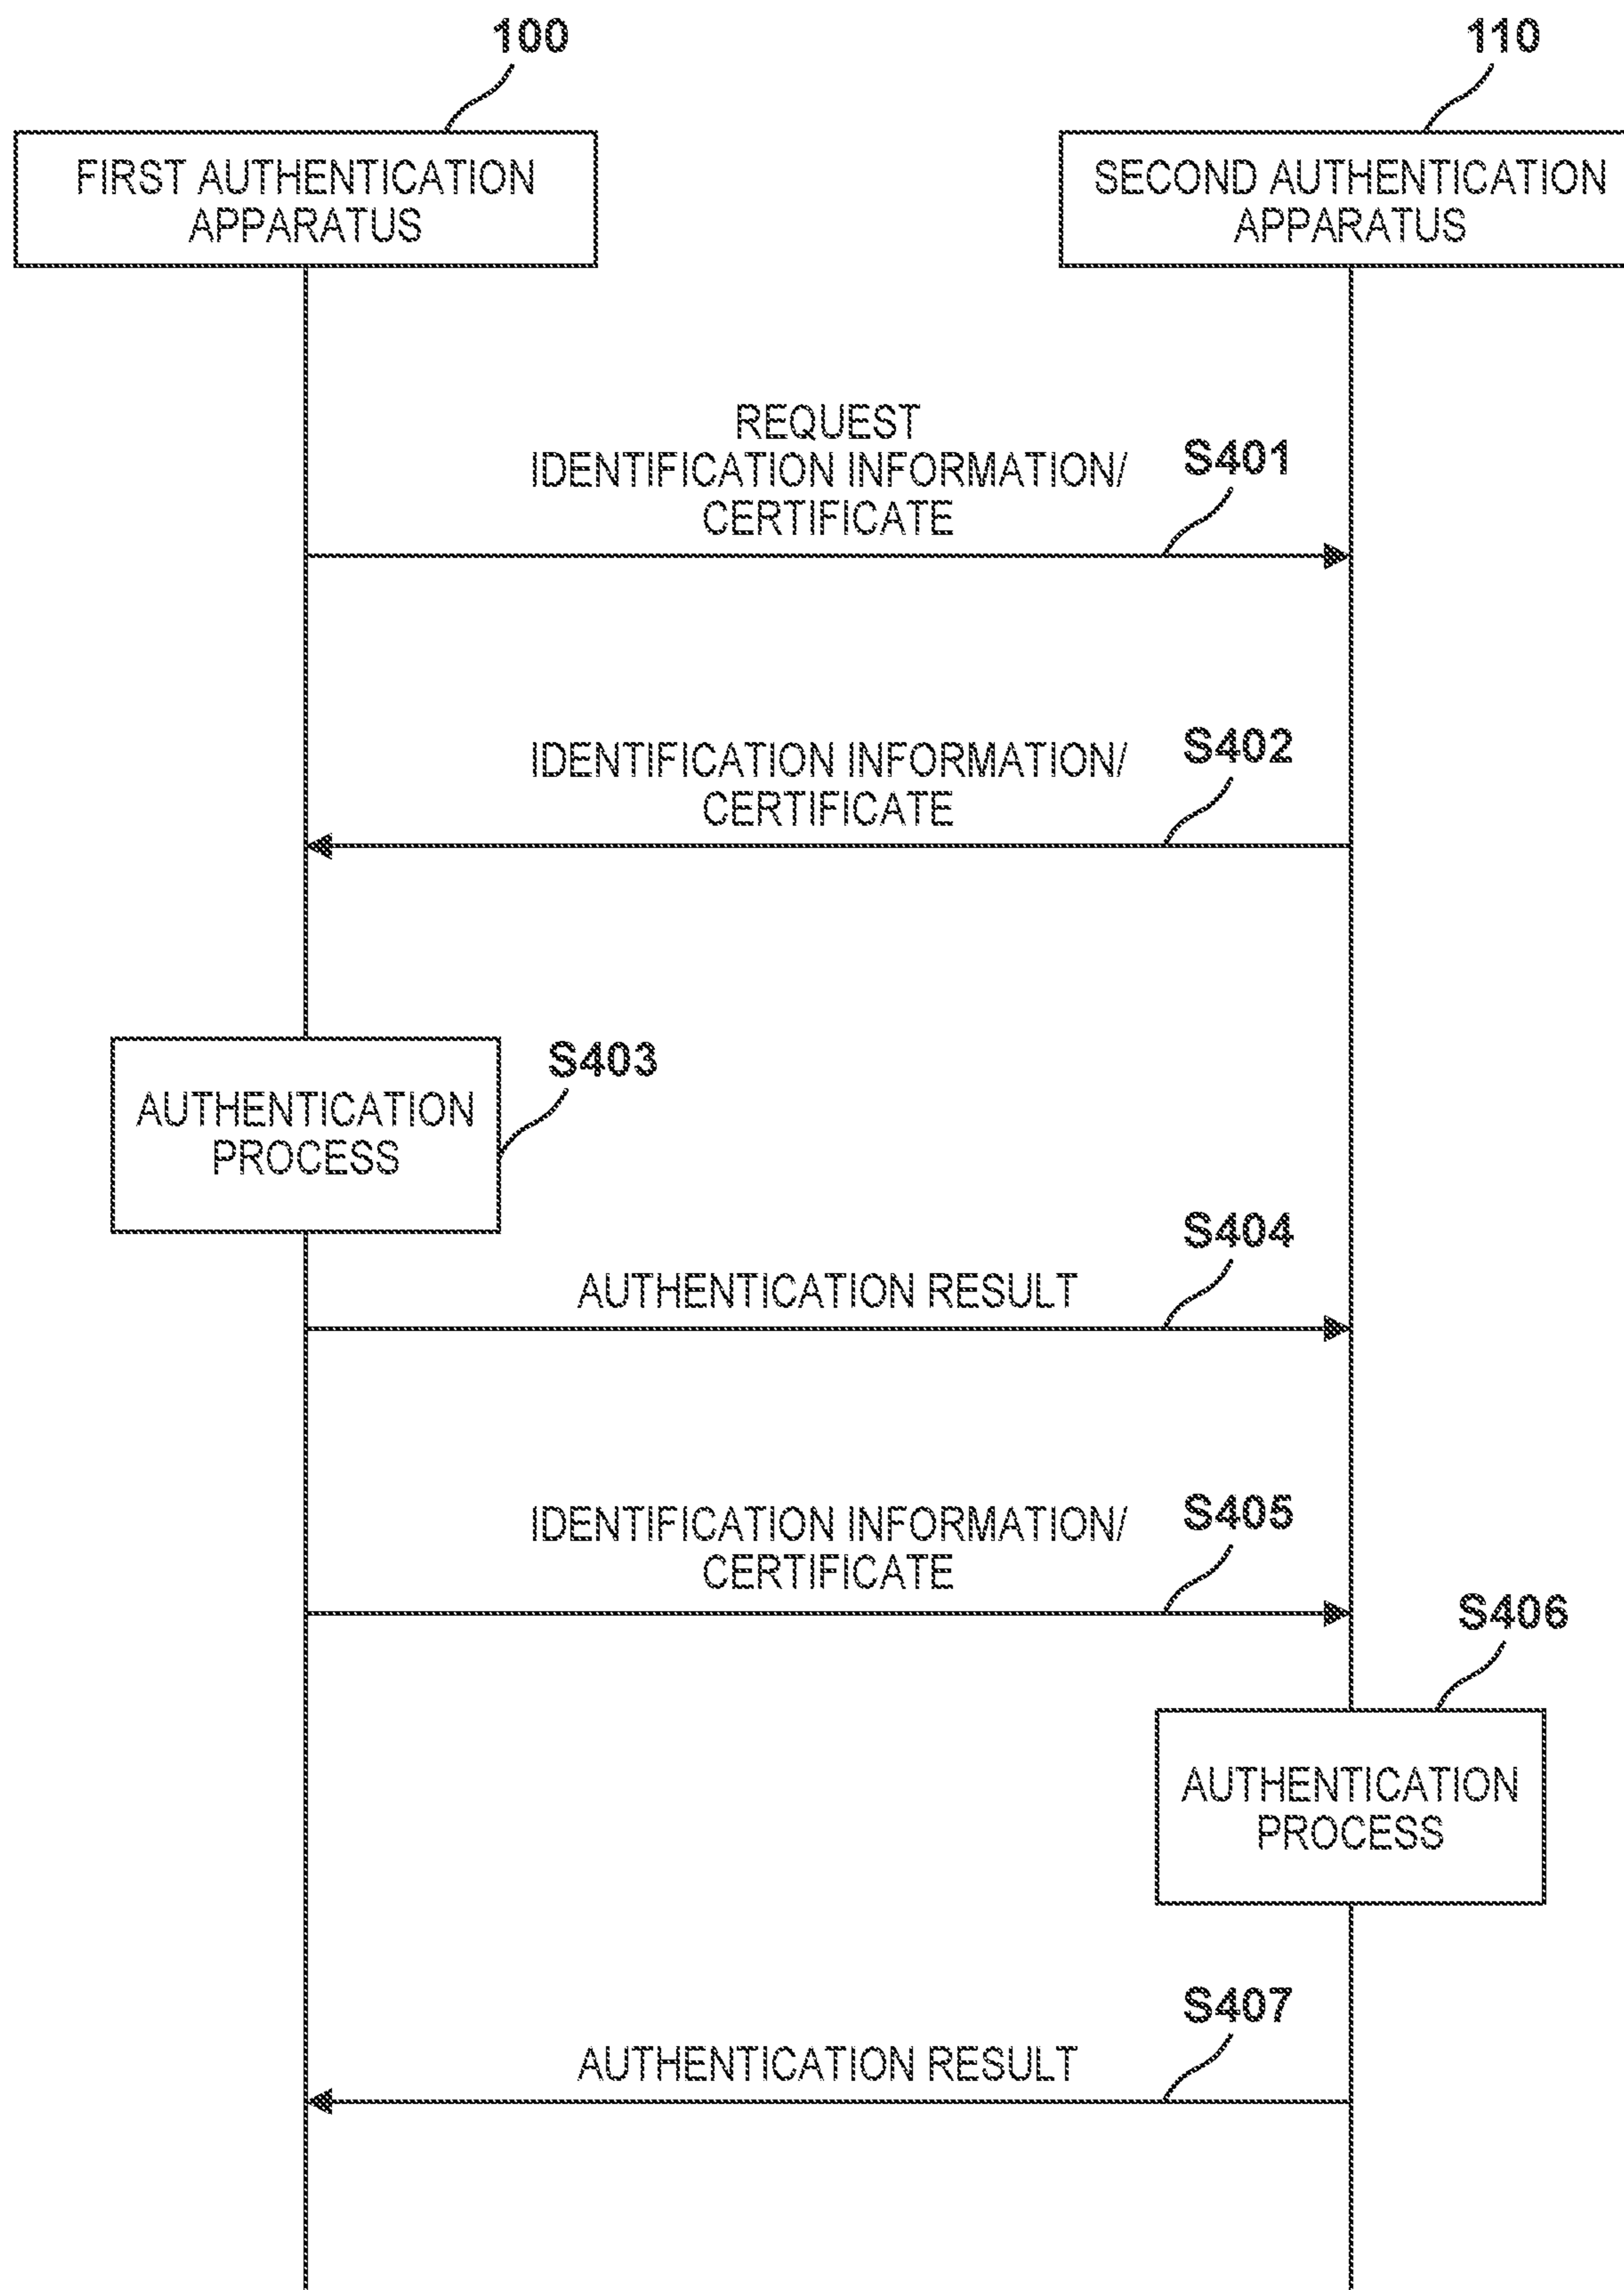 100
110
FIRST AUTHENTICATION
APPARATUS
SECOND AUTHENTICATION
APPARATUS
REQUEST
IDENTIFICATION INFORMATION/
CERTIFICATE
S401
IDENTIFICATION INFORMATION/
CERTIFICATE
S402
AUTHENTICATION
PROCESS
S403
AUTHENTICATION RESULT
S404
IDENTIFICATION INFORMATION/
CERTIFICATE
S405
S406
AUTHENTICATION
PROCESS
AUTHENTICATION RESULT
S407